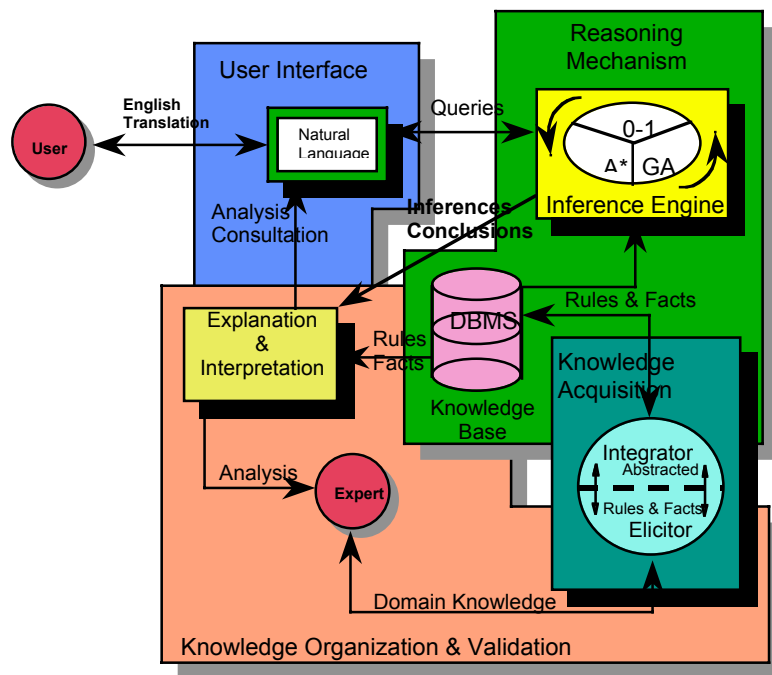 Reasoning
Mechanism
User Interface
English
Translation
Queries
Natural
Language
User
0-1
A*
GA
Inference Engine
Analysis
Consultation
Inferences
Conclusions
Rules & Facts
DBMS
Explanation
&
Interpretation
Rules
Facts
Knowledge
Base
Knowledge
Acquisition
Integrator
Abstracted
Rules & Facts
Elicitor
Analysis
Expert
Domain Knowledge
Knowledge Organization & Validation